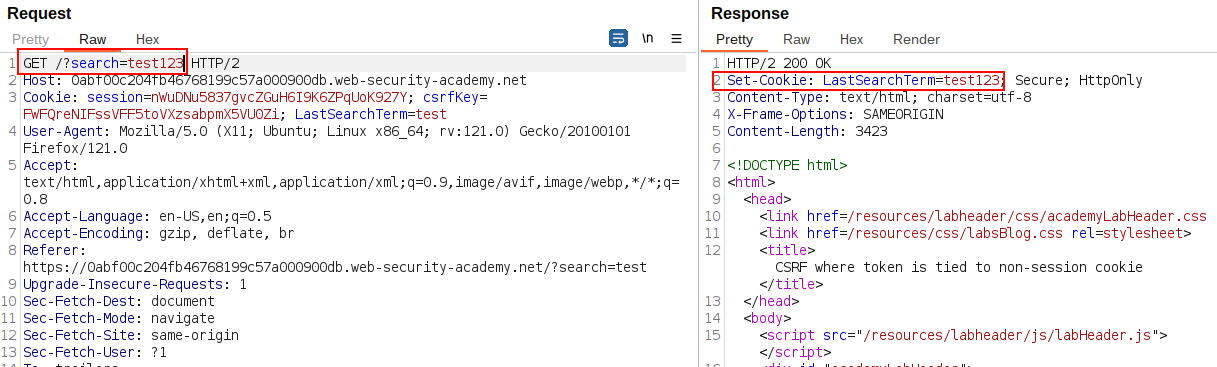 Request
Pretty Raw Hex
\n
1 GET /?search=test123 HTTP/2
2 Host: 0abf00c204fb46768199c57a000900db.web-security-academy.net
3 Cookie: session=nWuDNu5837gvcZGuH6I9K6ZPqUoK927Y; csrfKey=
FWFQreNIFssVFF5toVXzsabpmX5VU0Zi; LastSearchTerm=test
4 User-Agent: Mozilla/5.0 (X11; Ubuntu; Linux x86_64; rv:121.0) Gecko/20100101
Firefox/121.0
5 Accept:
text/html,application/xhtml+xml,application/xml;q=0.9,image/avif,image/webp,*/*;q=
0.8
6 Accept-Language: en-US,en;q=0.5
7 Accept-Encoding: gzip, deflate, br
8 Referer:
https://0abf00c204fb46768199c57a000900db.web-security-academy.net/?search=test
9 Upgrade-Insecure-Requests: 1
10 Sec-Fetch-Dest: document
11 Sec-Fetch-Mode: navigate
12 Sec-Fetch-Site: same-origin
13 Sec-Fetch-User: ?1
Response
Pretty Raw Hex Render
1 HTTP/2 200 OK
2 Set-Cookie: LastSearchTerm=test123; Secure; HttpOnly
3 Content-Type: text/html; charset=utf-8
4 X-Frame-Options: SAMEORIGIN
5 Content-Length: 3423
6
7 <!DOCTYPE html>
8 <html>
9 <head>
10 <link href=/resources/labheader/css/academyLabHeader.css
11 <link href=/resources/css/labsBlog.css rel=stylesheet>
12 <title>
CSRF where token is tied to non-session cookie
</title>
13 </head>
14 <body>
15 <script src="/resources/labheader/js/labHeader.js">
</script>